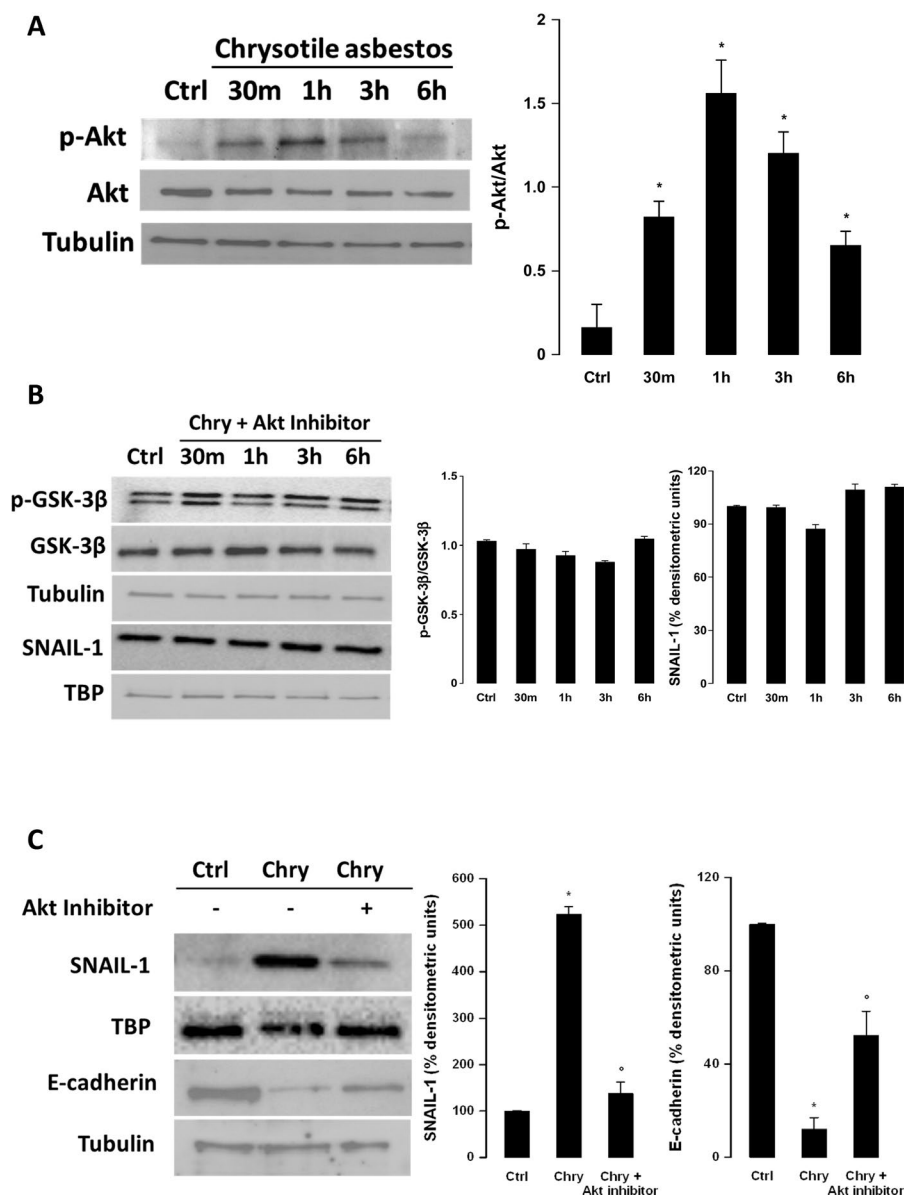 A
Chrysotile asbestos
Ctrl 30m 1h 3h 6h
p-Akt
Akt
Tubulin
p-Akt/Akt
2
1.5
1.0
0.5
0
* * * * 
Ctrl 30m 1h 3h 6h
B
Chry + Akt Inhibitor
Ctrl 30m 1h 3h 6h
p-GSK-3β
GSK-3β
Tubulin
SNAIL-1
TBP
p-GSK-3β/GSK-3β
1.5
1.0
0.5
0
Ctrl 30m 1h 3h 6h
SNAIL-1 (% densitometric units)
120
90
60
30
0
Ctrl 30m 1h 3h 6h
C
Ctrl Chry Chry
Akt Inhibitor - - +
SNAIL-1
TBP
E-cadherin
Tubulin
SNAIL-1 (% densitometric units)
600
500
400
300
200
100
0
* °
Ctrl Chry Chry +
Akt inhibitor
E-cadherin (% densitometric units)
120
80
40
0
* °
Ctrl Chry Chry +
Akt inhibitor